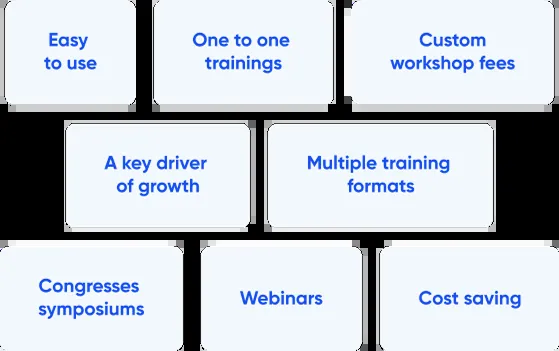 Easy
to use
One to one
trainings
Custom
workshop fees
A key driver
of growth
Multiple training
formats
Congresses
symposiums
Webinars
Cost saving